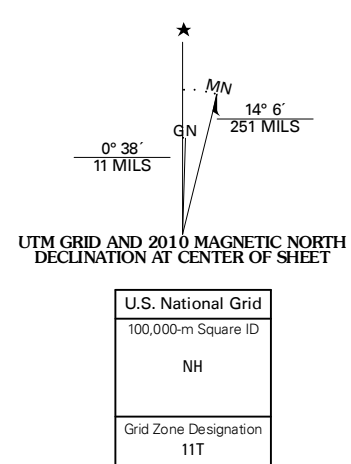 ★
MN
GN
14° 6´
251 MILS
0° 38´
11 MILS
UTM GRID AND 2010 MAGNETIC NORTH
DECLINATION AT CENTER OF SHEET
U.S. National Grid
100,000-m Square ID
NH
Grid Zone Designation
11T